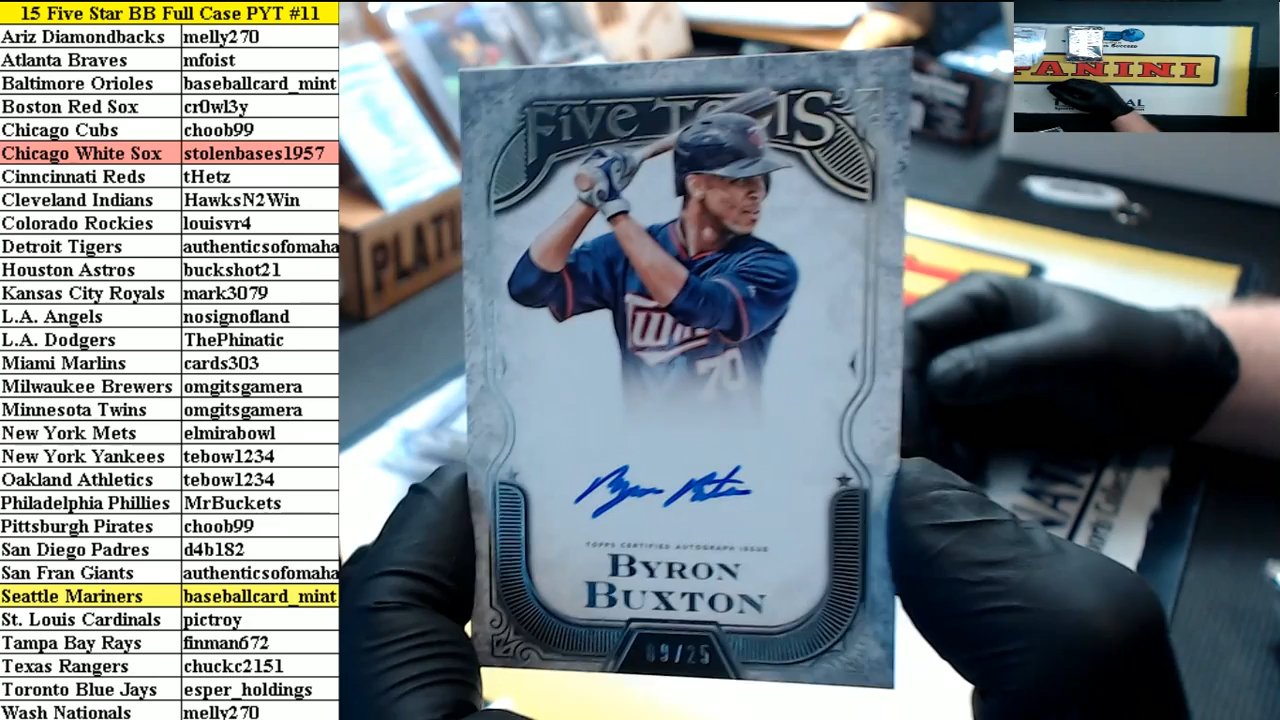 15 Five Star BB Full Case PYT #11
Ariz Diamondbacks melly270
Atlanta Braves mfoist
Baltimore Orioles baseballcard_mint
Boston Red Sox cr0wl3y
Chicago Cubs choob99
Chicago White Sox stolenbases1957
Cinncinnati Reds tHetz
Cleveland Indians HawksN2Win
Colorado Rockies louisvr4
Detroit Tigers authenticsofomaha
Houston Astros buckshot21
Kansas City Royals mark3079
L.A. Angels nosignofland
L.A. Dodgers ThePhinatic
Miami Marlins cards303
Milwaukee Brewers omgitsgamera
Minnesota Twins omgitsgamera
New York Mets elmirabowl
New York Yankees tebow1234
Oakland Athletics tebow1234
Philadelphia Phillies MrBuckets
Pittsburgh Pirates choob99
San Diego Padres d4b182
San Fran Giants authenticsofomaha
Seattle Mariners baseballcard_mint
St. Louis Cardinals pictroy
Tampa Bay Rays finman672
Texas Rangers chuckc2151
Toronto Blue Jays esper_holdings
Wash Nationals melly270
Five
70
TOPPS CERTIFIED AUTOGRAPH ISSUE
BYRON
BUXTON
09/25
PANINI